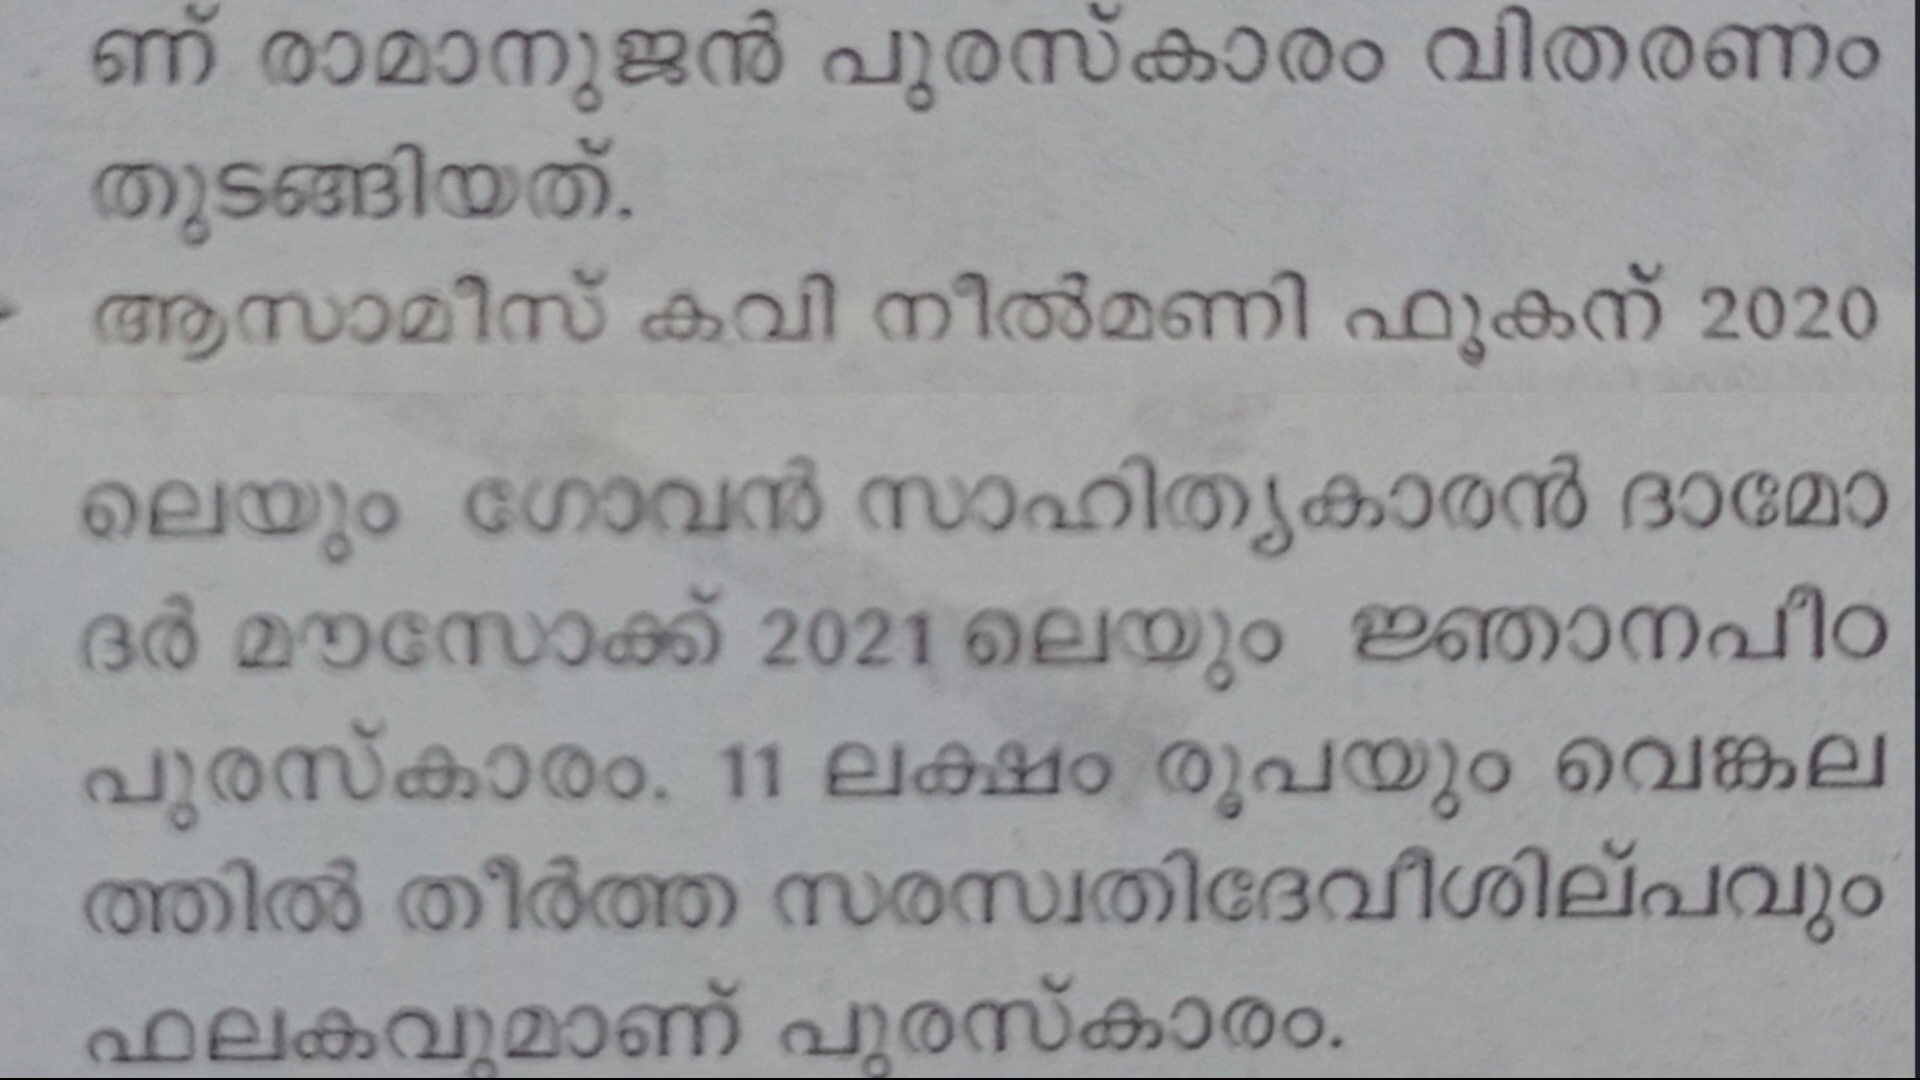 ണ് രാമാനുജൻ പുരസ്കാരം വിതരണം
തുടങ്ങിയത്.
ആസാമീസ് കവി നീൽമണി ഫൂകന് 2020
ലെയും ഗോവൻ സാഹിത്യകാരൻ ദാമോ
ദർ മൗസോക്ക് 2021 ലെയും ജ്ഞാനപീഠ
പുരസ്കാരം. 11 ലക്ഷം രൂപയും വെങ്കല
ത്തിൽ തീർത്ത സരസ്വതിദേവീശില്പവും
ഫലകവുമാണ് പുരസ്കാരം.